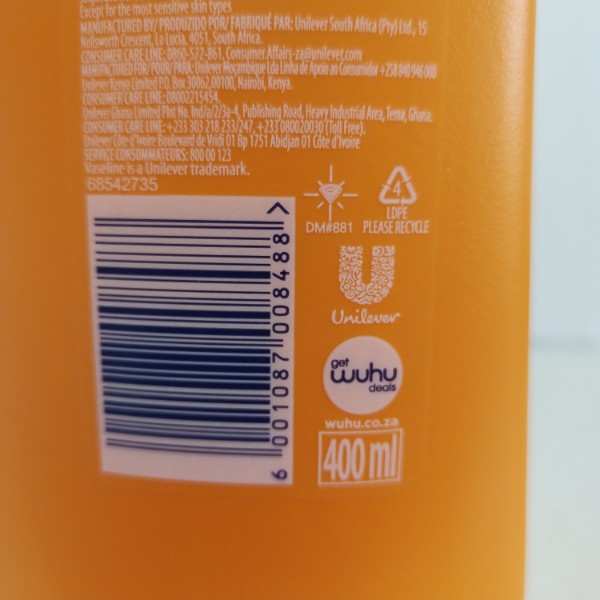 Except for the most sensitive skin types
MANUFACTURED BY/ PRODUZIDO POR/ FABRIQUÉ PAR: Unilever South Africa (Pty) Ltd., 15
Nollsworth Crescent, La Lucia, 4051, South Africa.
CONSUMER CARE LINE: 0860-572-861, ConsumerAffairs-za@unilever.com
MANUFACTURED FOR/ POUR/ PARA: Unilever Moçambique Lda Linha de Apoio ao Consumidor +258 840 946 000
Unilever Kenya Limited P.O. Box 30062,00100, Nairobi, Kenya.
CONSUMER CARE LINE: 08002215454.
Unilever Ghana Limited Plot No. Ind/a/2/3a-4, Publishing Road, Heavy Industrial Area, Tema, Ghana.
CONSUMER CARE LINE: +233 303 218 233/247, +233 080020030 (Toll Free).
Unilever Côte d'Ivoire Boulevard de Vridi 01 Bp 1751 Abidjan 01 Côte d'Ivoire
SERVICE CONSOMMATEURS: 800 00 123
Vaseline is a Unilever trademark.
68542735
6 001087 008488 >
DM#881
4
LDPE
PLEASE RECYCLE
Unilever
get
wuhu
deals
wuhu.co.za
400 ml